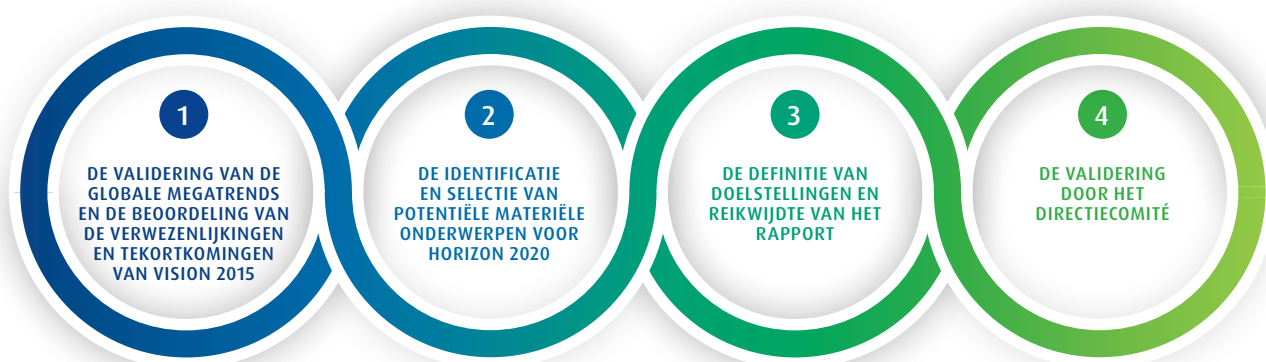 1
DE VALIDERING VAN DE
GLOBALE MEGATRENDS
EN DE BEOORDELING VAN
DE VERWEZENLIJKINGEN
EN TEKORTKOMINGEN
VAN VISION 2015
2
DE IDENTIFICATIE
EN SELECTIE VAN
POTENTIËLE MATERIËLE
ONDERWERPEN VOOR
HORIZON 2020
3
DE DEFINITIE VAN
DOELSTELLINGEN EN
REIKWIJDTE VAN HET
RAPPORT
4
DE VALIDERING
DOOR HET
DIRECTIECOMITÉ